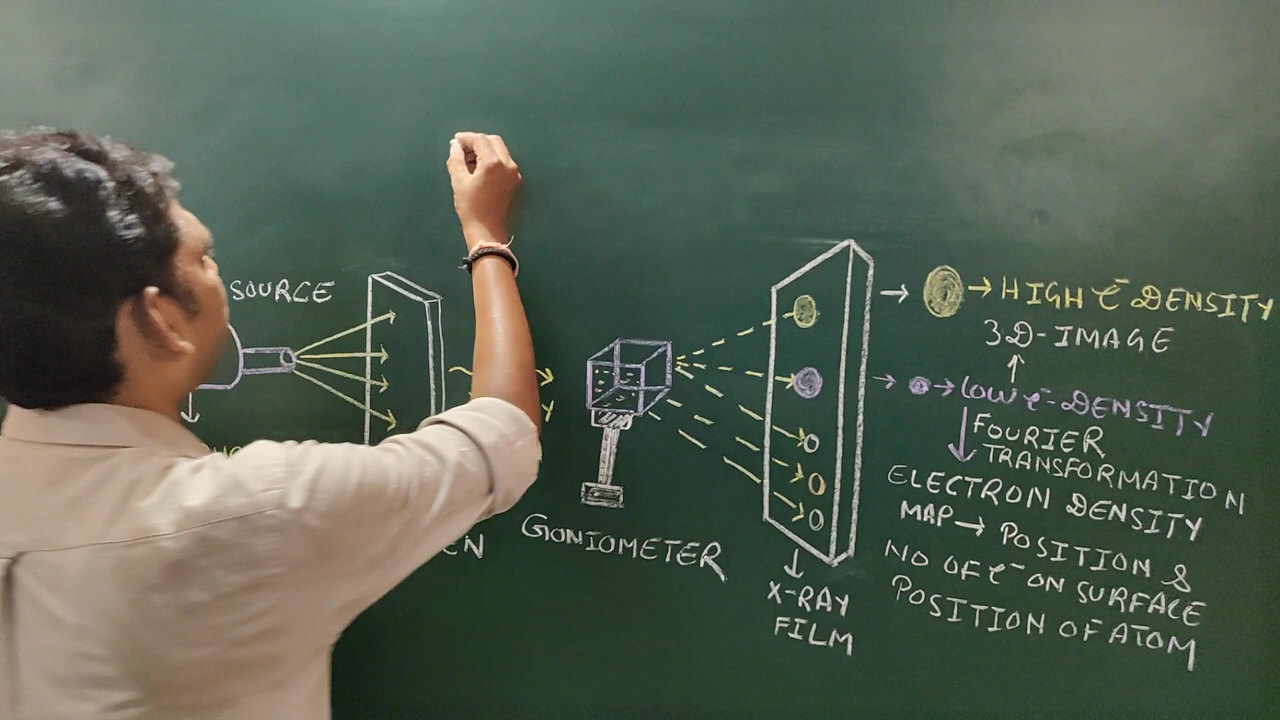 SOURCE
GONIOMETER
X-RAY
FILM
→ → HIGH e⁻ DENSITY
3D-IMAGE
↑
→ → LOW e⁻-DENSITY
↓ FOURIER
TRANSFORMATION
ELECTRON DENSITY
MAP → POSITION &
NO OF e⁻ ON SURFACE
POSITION OF ATOM